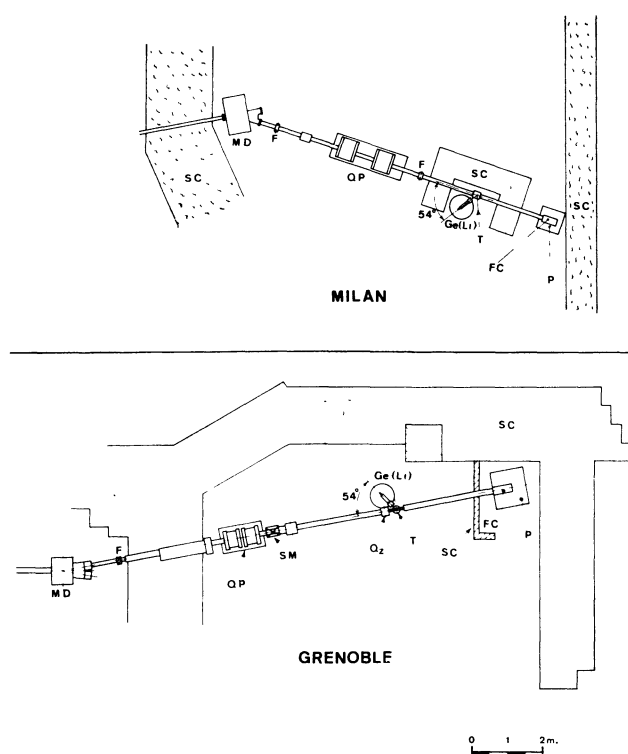 MD
F
SC
QP
F
SC
54°
Ge(Li)
T
SC
FC
P
MILAN
SC
Ge(Li)
54°
F
MD
QP
SM
Qz
T
SC
FC
P
GRENOBLE
0 1 2m.